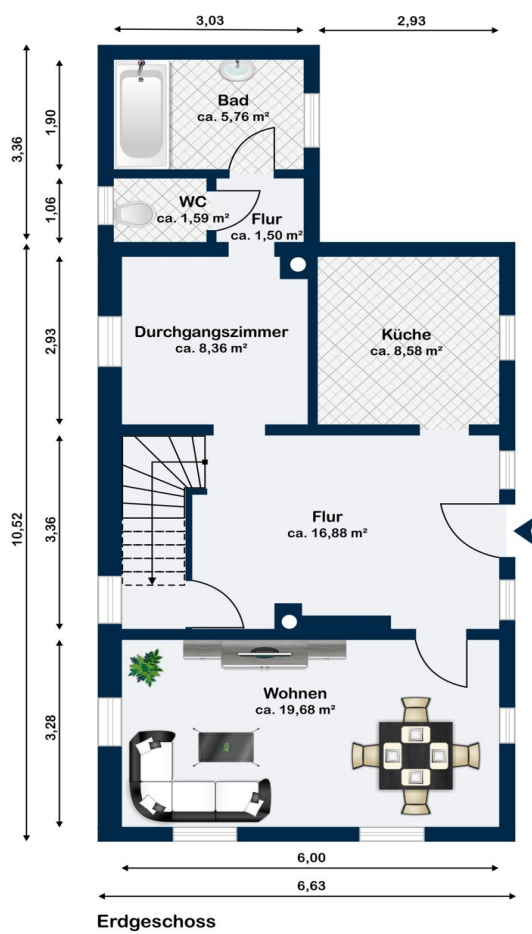 3,03
2,93
3,36
1,90
Bad
ca. 5,76 m²
1,06
WC
ca. 1,59 m²
Flur
ca. 1,50 m²
10,52
2,93
Durchgangszimmer
ca. 8,36 m²
Küche
ca. 8,58 m²
3,36
Flur
ca. 16,88 m²
3,28
Wohnen
ca. 19,68 m²
6,00
6,63
Erdgeschoss